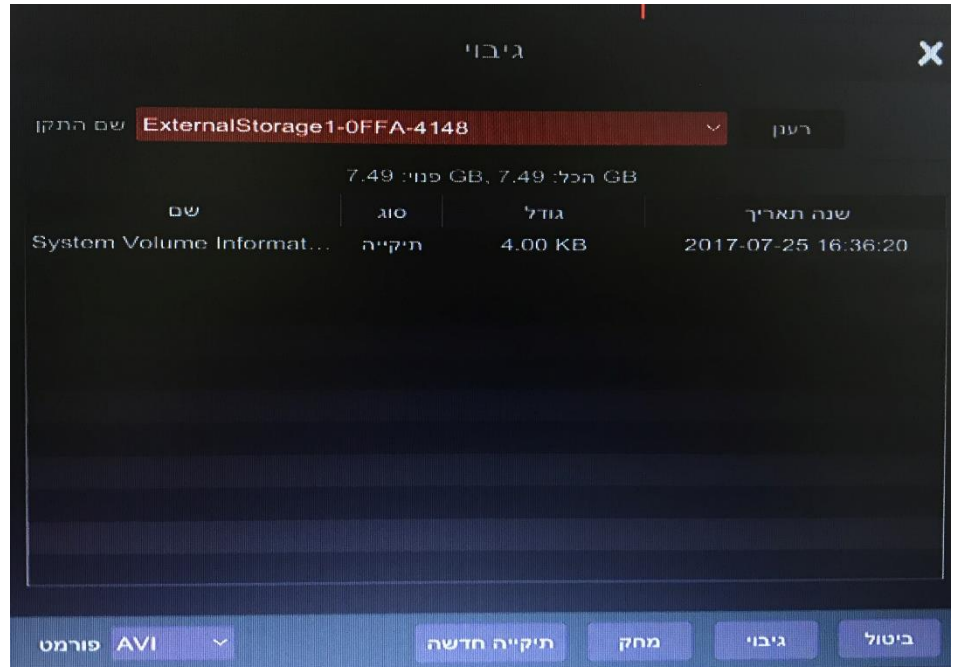 גיבוי
שם התקן ExternalStorage1-0FFA-4148 רענן
GB הכל: 7.49 ,GB פנוי: 7.49
שם סוג גודל שנה תאריך
System Volume Informat... תיקייה 4.00 KB 2017-07-25 16:36:20
פורמט AVI תיקייה חדשה מחק גיבוי ביטול